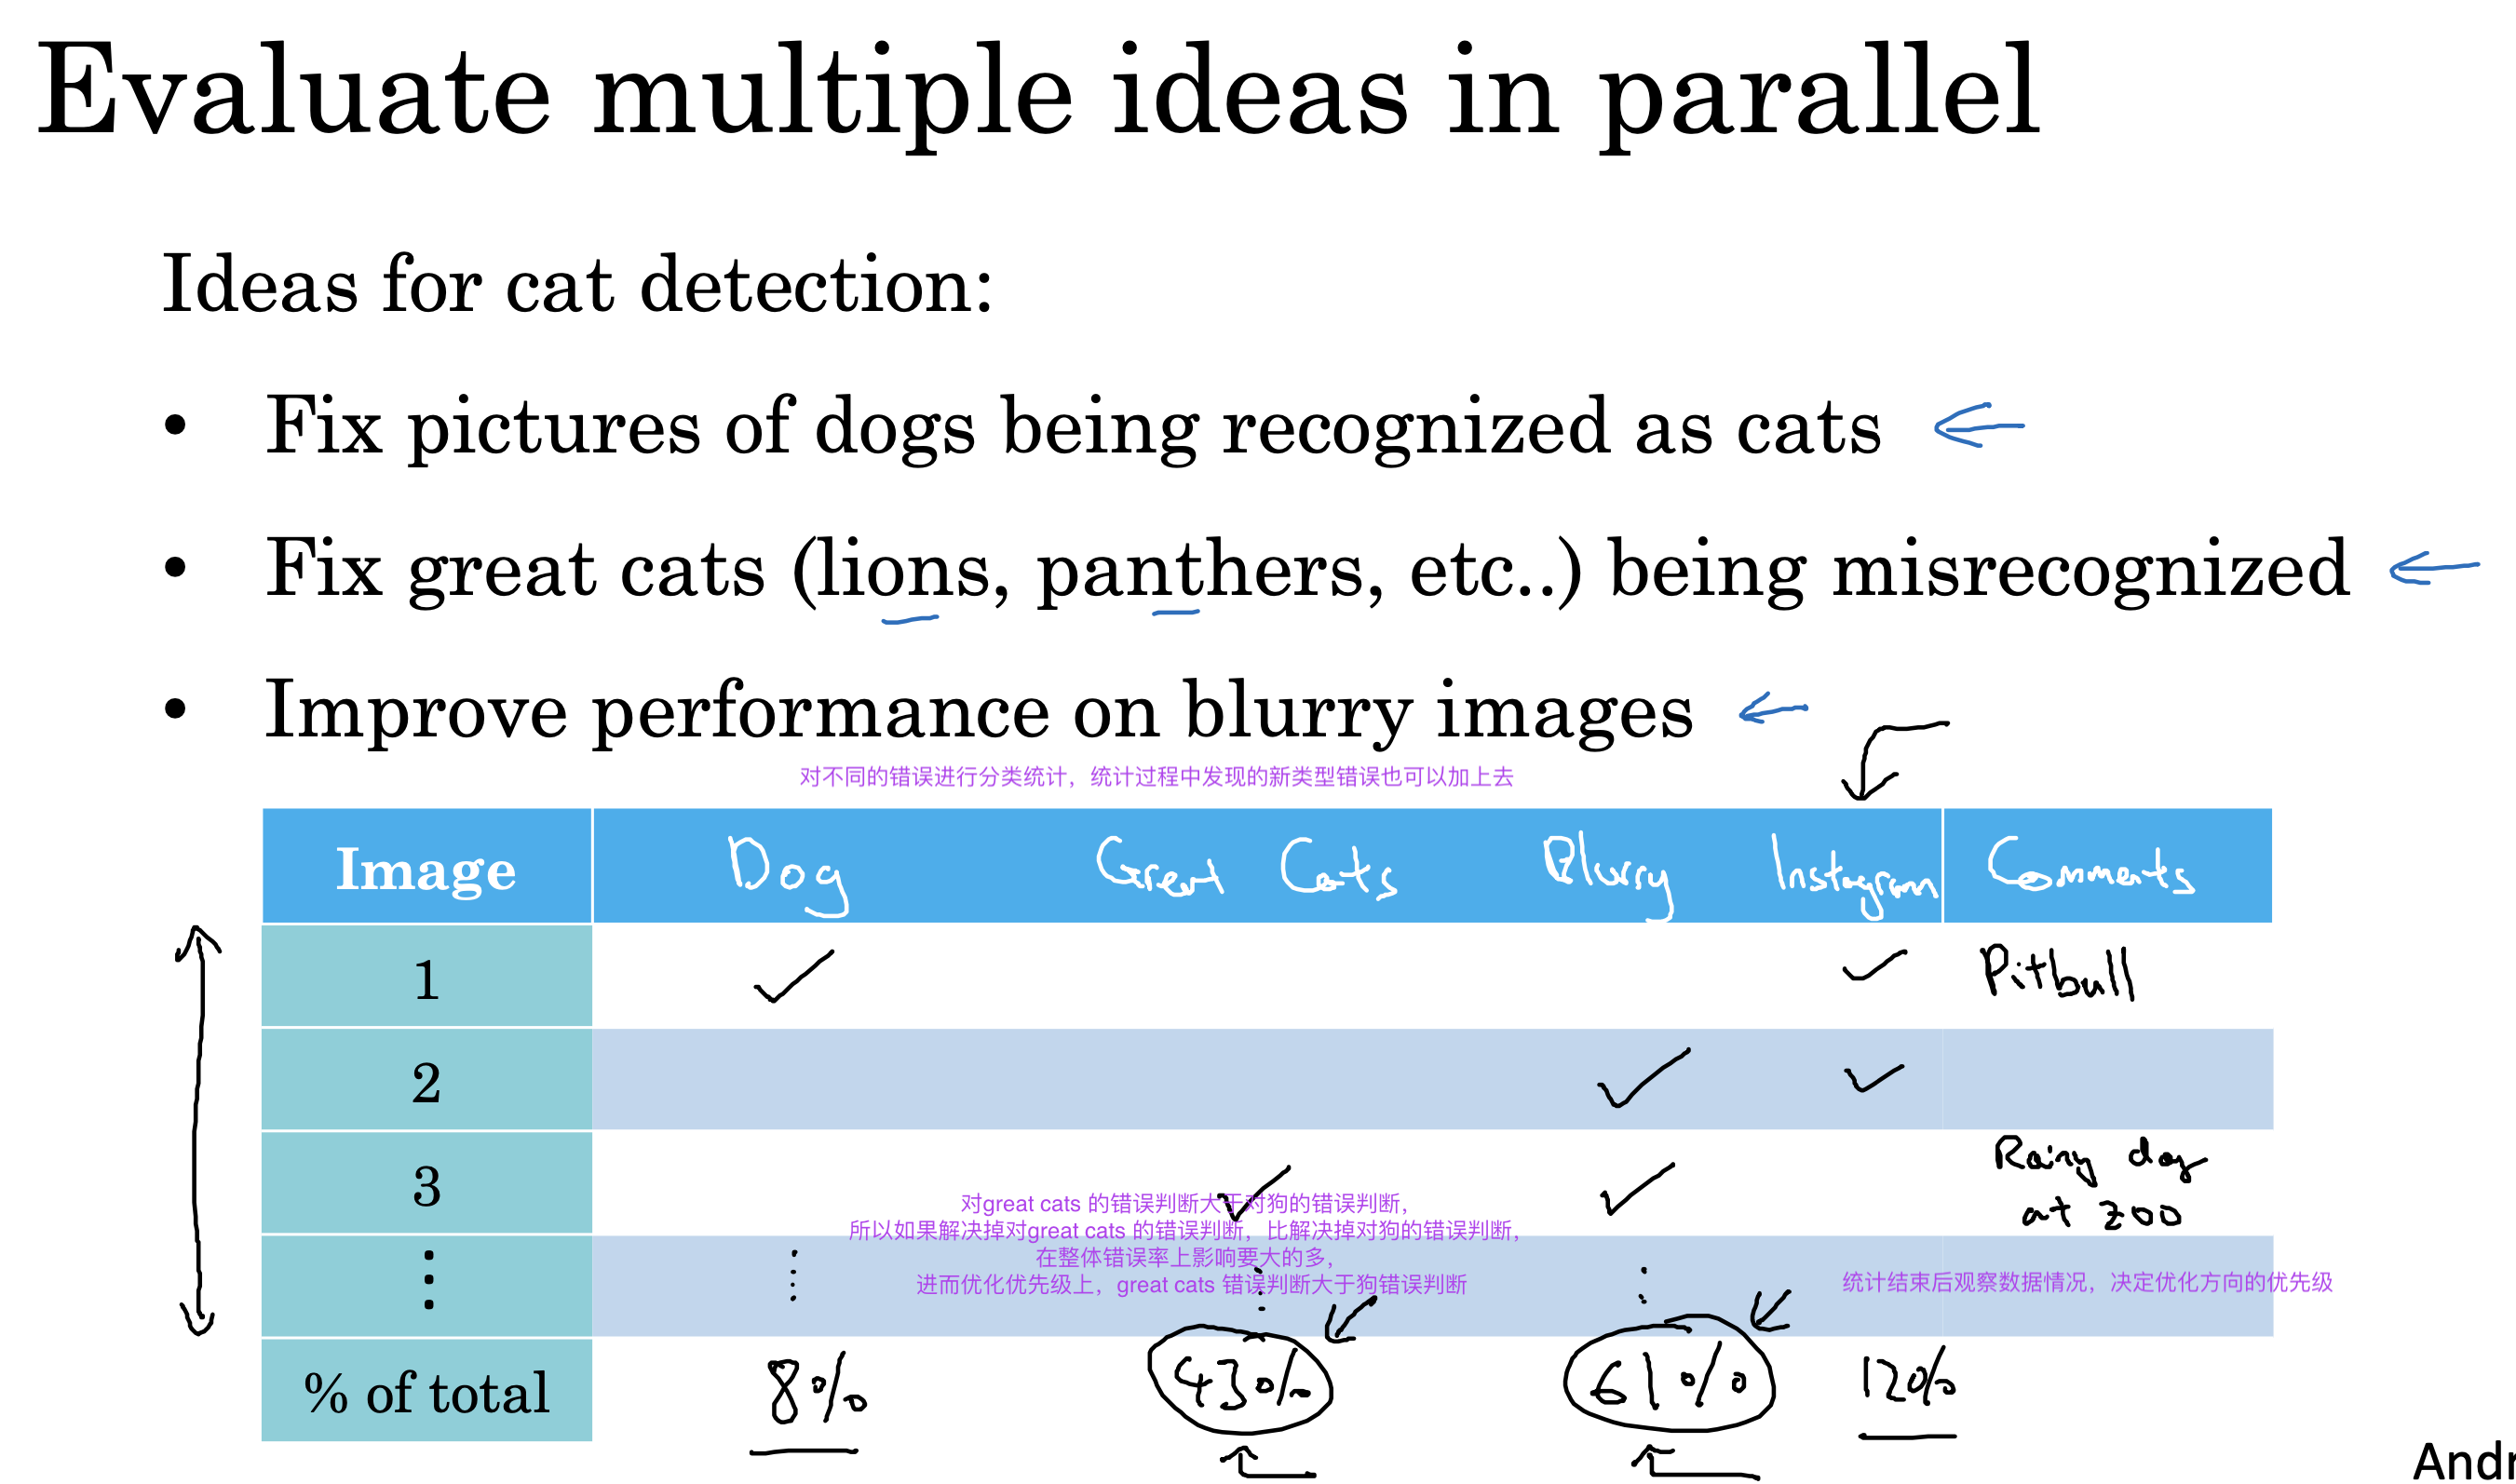 Evaluate multiple ideas in parallel
Ideas for cat detection:
• Fix pictures of dogs being recognized as cats
• Fix great cats (lions, panthers, etc..) being misrecognized
• Improve performance on blurry images
对不同的错误进行分类统计，统计过程中发现的新类型错误也可以加上去
Image Dog Great Cats Blurry Instagram Comments
1 ✓ ✓ Pitbull
2 ✓ ✓
3 ✓ ✓ Rainy day
at zoo
对great cats 的错误判断大于对狗的错误判断，
所以如果解决掉对great cats 的错误判断，比解决掉对狗的错误判断，
在整体错误率上影响要大的多，
进而优化优先级上，great cats 错误判断大于狗错误判断
统计结束后观察数据情况，决定优化方向的优先级
% of total 8% 43% 61% 12%
Andr